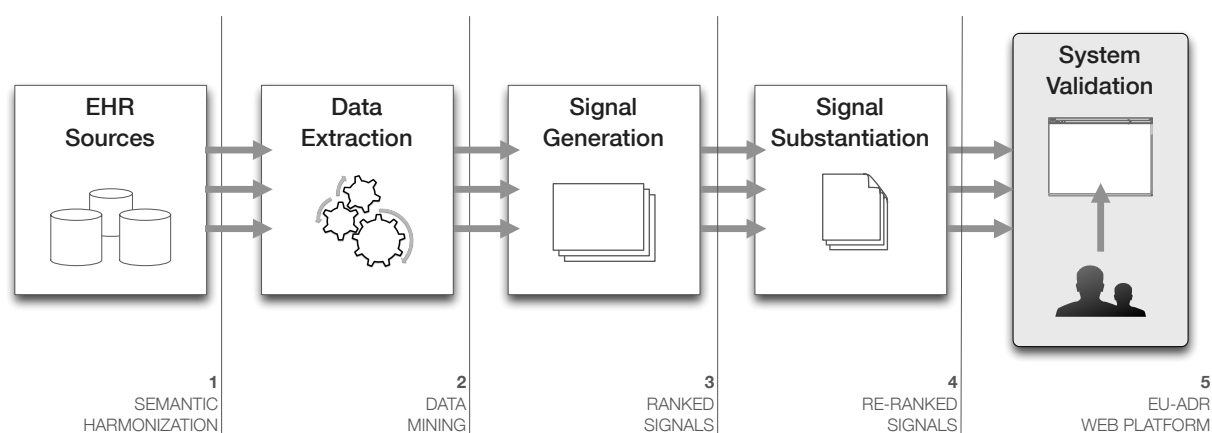 EHR
Sources
Data
Extraction
Signal
Generation
Signal
Substantiation
System
Validation
1
SEMANTIC
HARMONIZATION
2
DATA
MINING
3
RANKED
SIGNALS
4
RE-RANKED
SIGNALS
5
EU-ADR
WEB PLATFORM